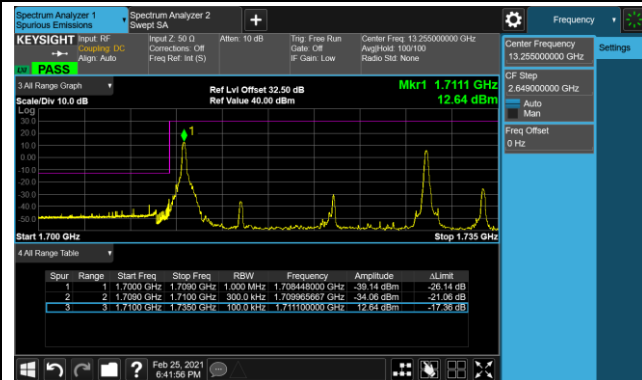 Spectrum Analyzer 1
Spurious Emissions
Spectrum Analyzer 2
Swept SA
Frequency
KEYSIGHT
Input: RF
Coupling: DC
Align: Auto
Input Z: 50 Ω
Corrections: Off
Freq Ref: Int (S)
Atten: 10 dB
Trig: Free Run
Gate: Off
IF Gain: Low
Center Freq: 13.255000000 GHz
Avg|Hold: 100/100
Radio Std: None
PASS
Center Frequency
13.255000000 GHz
Settings
CF Step
2.649000000 GHz
Auto
Man
Freq Offset
0 Hz
3 All Range Graph
Scale/Div 10.0 dB
Ref Lvl Offset 32.50 dB
Ref Value 40.00 dBm
Mkr1 1.7111 GHz
12.64 dBm
Log
30.0
20.0
10.0
0.00
-10.0
-20.0
-30.0
-40.0
-50.0
1
Start 1.700 GHz
Stop 1.735 GHz
4 All Range Table
Spur Range Start Freq Stop Freq RBW Frequency Amplitude ΔLimit
1 1 1.7000 GHz 1.7090 GHz 1.000 MHz 1.708448000 GHz -39.14 dBm -26.14 dB
2 2 1.7090 GHz 1.7100 GHz 300.0 kHz 1.709965667 GHz -34.06 dBm -21.06 dB
3 3 1.7100 GHz 1.7350 GHz 100.0 kHz 1.711100000 GHz 12.64 dBm -17.36 dB
?
Feb 25, 2021
6:41:56 PM